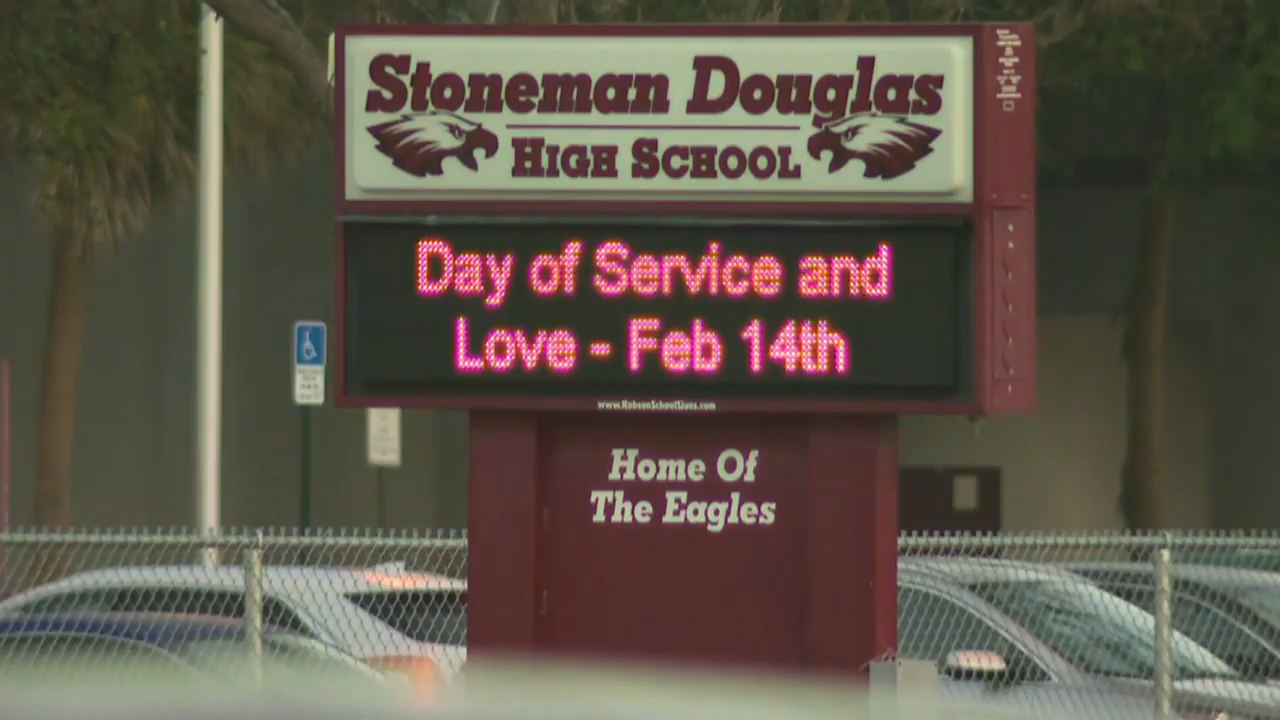 Stoneman Douglas
HIGH SCHOOL
Day of Service and
Love - Feb 14th
www.RobsonSchoolSigns.com
Home Of
The Eagles